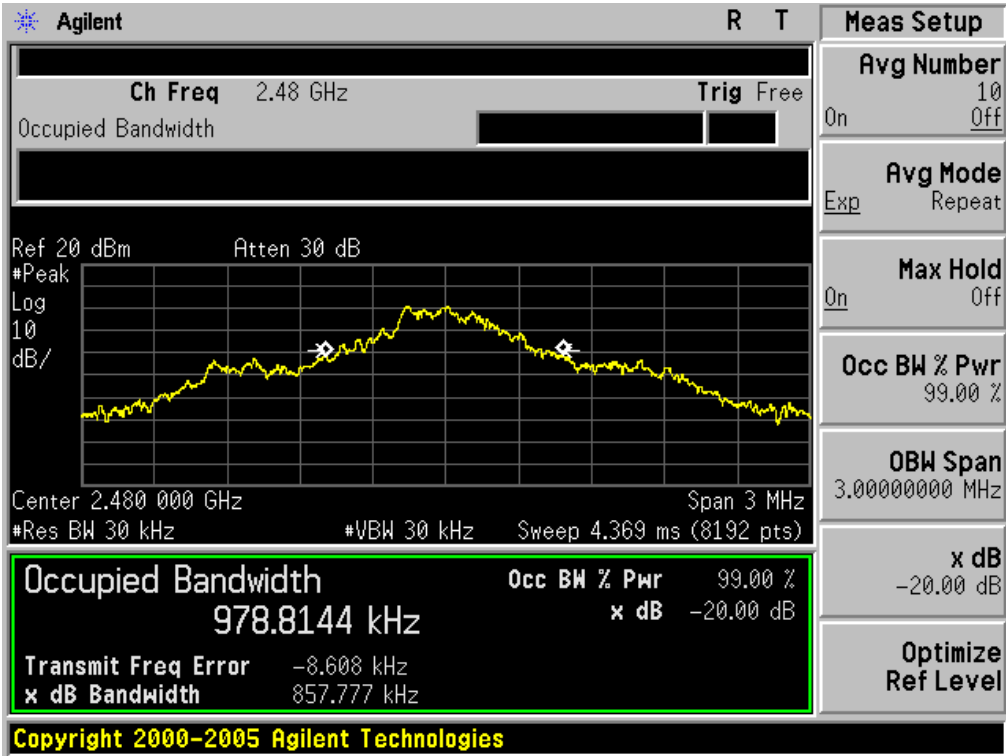 Agilent R T
Ch Freq 2.48 GHz Trig Free
Occupied Bandwidth
Ref 20 dBm Atten 30 dB
#Peak
Log
10
dB/
Center 2.480 000 GHz Span 3 MHz
#Res BW 30 kHz #VBW 30 kHz Sweep 4.369 ms (8192 pts)
Occupied Bandwidth Occ BW % Pwr 99.00 %
978.8144 kHz x dB -20.00 dB
Transmit Freq Error -8.608 kHz
x dB Bandwidth 857.777 kHz
Copyright 2000-2005 Agilent Technologies
Meas Setup
Avg Number
10
On Off
Avg Mode
Exp Repeat
Max Hold
On Off
Occ BW % Pwr
99.00 %
OBW Span
3.00000000 MHz
x dB
-20.00 dB
Optimize
Ref Level